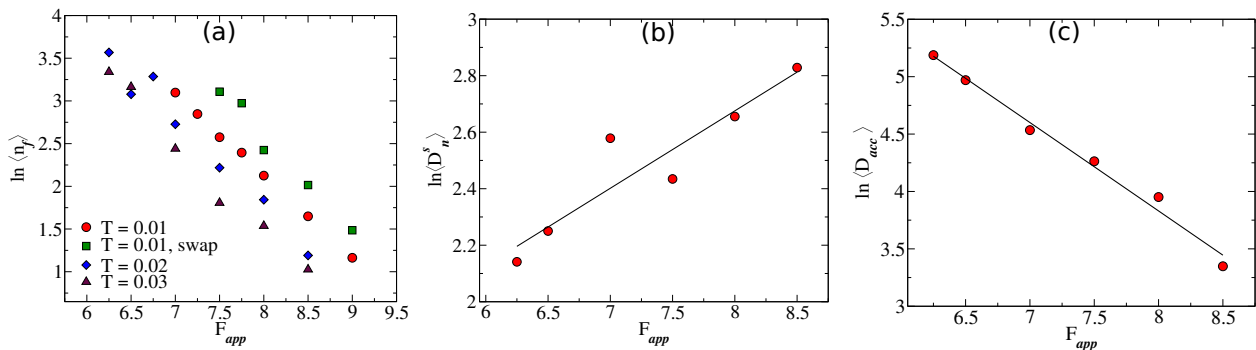 (a)
4
3.5
3
2.5
2
1.5
1
ln ⟨n_f⟩
T = 0.01
T = 0.01, swap
T = 0.02
T = 0.03
6 6.5 7 7.5 8 8.5 9 9.5
F_app
(b)
3
2.8
2.6
2.4
2.2
2
ln⟨D_n^s⟩
6 6.5 7 7.5 8 8.5
F_app
(c)
5.5
5
4.5
4
3.5
3
ln ⟨D_acc⟩
6.5 7 7.5 8 8.5
F_app